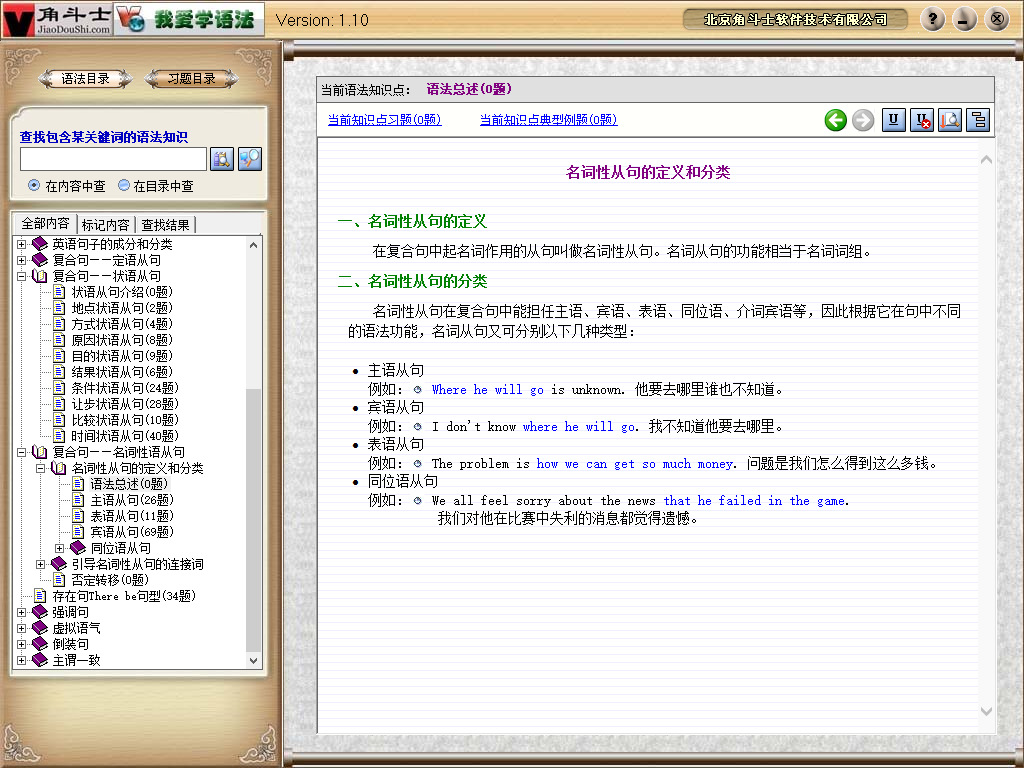 角斗士
JiaoDouShi.com
我爱学语法
Version: 1.10
北京角斗士软件技术有限公司
?
语法目录
习题目录
查找包含某关键词的语法知识
在内容中查
在目录中查
全部内容
标记内容
查找结果
英语句子的成分和分类
复合句——定语从句
复合句——状语从句
状语从句介绍(0题)
地点状语从句(2题)
方式状语从句(4题)
原因状语从句(8题)
目的状语从句(9题)
结果状语从句(6题)
条件状语从句(24题)
让步状语从句(28题)
比较状语从句(10题)
时间状语从句(40题)
复合句——名词性语从句
名词性从句的定义和分类
语法总述(0题)
主语从句(26题)
表语从句(11题)
宾语从句(69题)
同位语从句
引导名词性从句的连接词
否定转移(0题)
存在句There be句型(34题)
强调句
虚拟语气
倒装句
主谓一致
当前语法知识点： 语法总述(0题)
当前知识点习题(0题)
当前知识点典型例题(0题)
U
U
名词性从句的定义和分类
一、名词性从句的定义
在复合句中起名词作用的从句叫做名词性从句。名词从句的功能相当于名词词组。
二、名词性从句的分类
名词性从句在复合句中能担任主语、宾语、表语、同位语、介词宾语等，因此根据它在句中不同
的语法功能，名词从句又可分别以下几种类型：
• 主语从句
例如： Where he will go is unknown. 他要去哪里谁也不知道。
• 宾语从句
例如： I don't know where he will go. 我不知道他要去哪里。
• 表语从句
例如： The problem is how we can get so much money. 问题是我们怎么得到这么多钱。
• 同位语从句
例如： We all feel sorry about the news that he failed in the game.
我们对他在比赛中失利的消息都觉得遗憾。